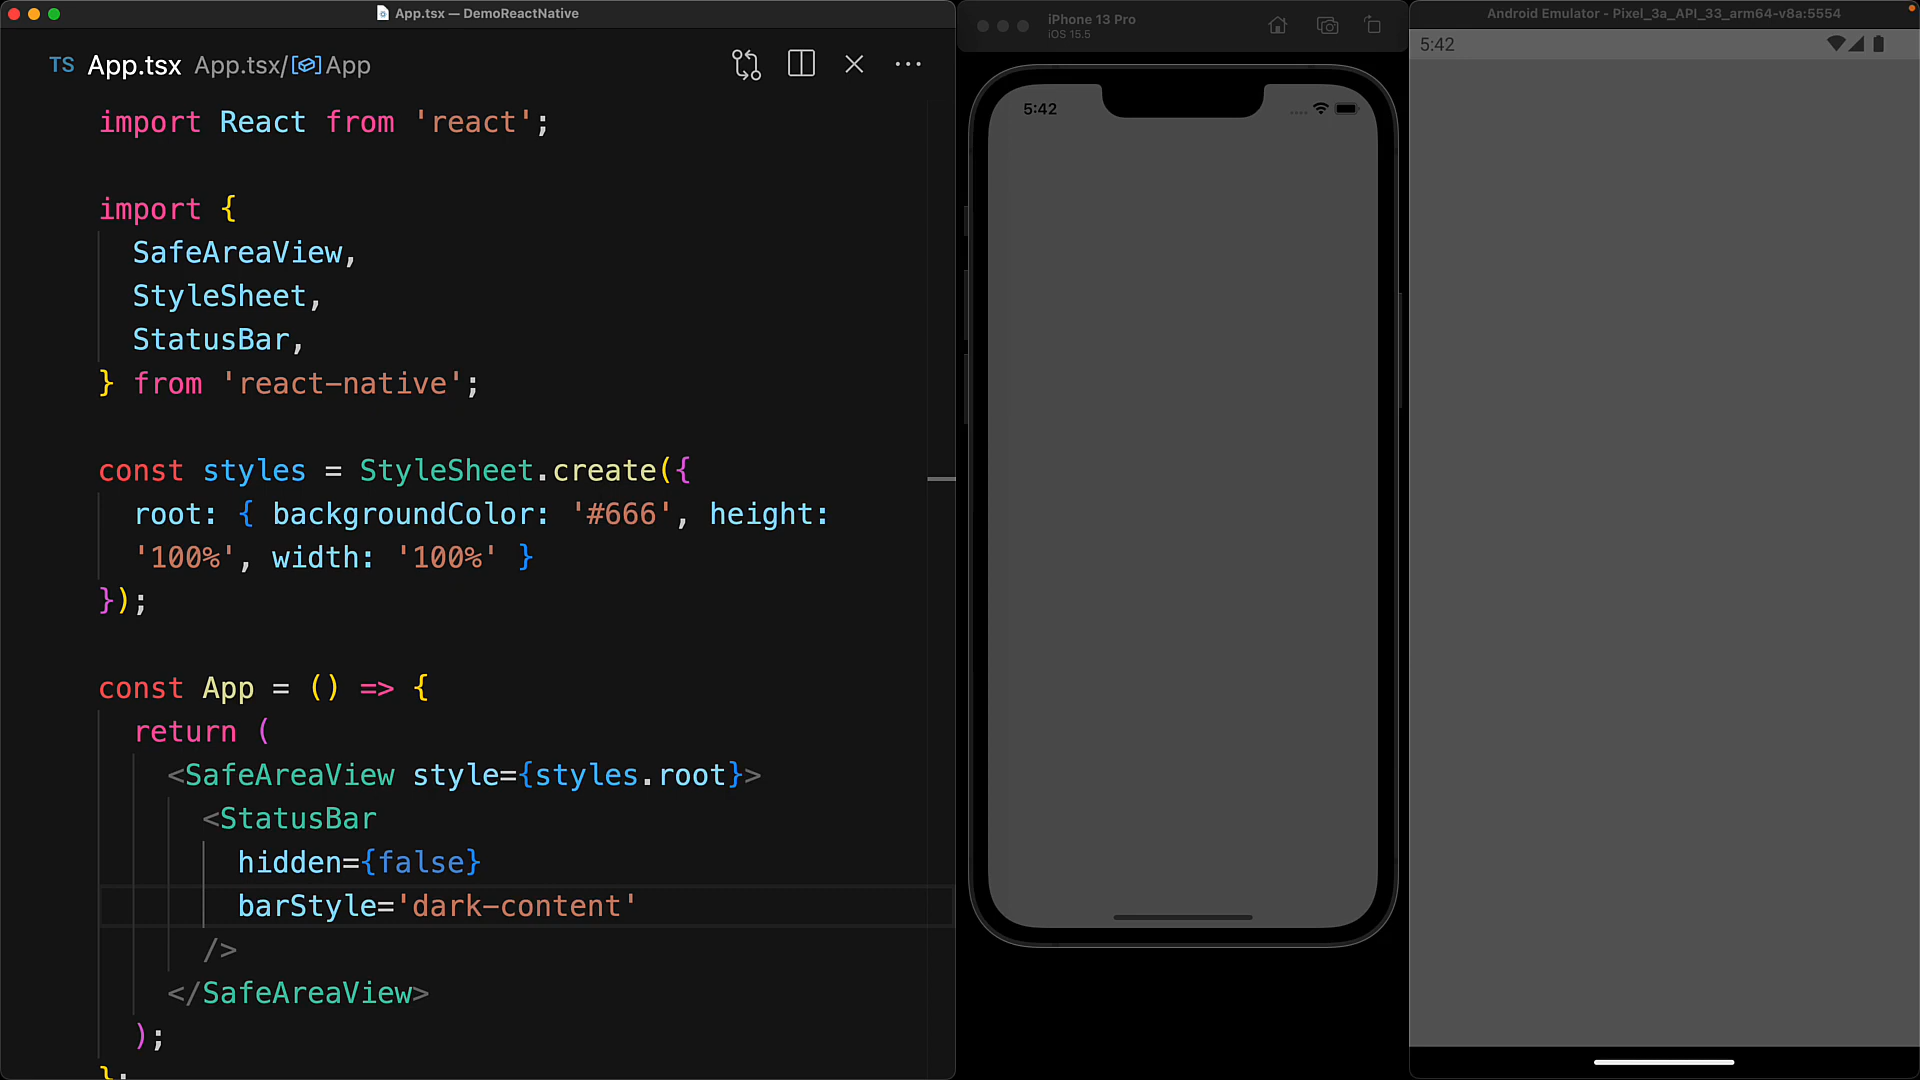 App.tsx — DemoReactNative
TS App.tsx App.tsx/App
import React from 'react';
import {
SafeAreaView,
StyleSheet,
StatusBar,
} from 'react-native';
const styles = StyleSheet.create({
root: { backgroundColor: '#666', height:
'100%', width: '100%' }
});
const App = () => {
return (
<SafeAreaView style={styles.root}>
<StatusBar
hidden={false}
barStyle='dark-content'
/>
</SafeAreaView>
);
};
iPhone 13 Pro
iOS 15.5
5:42
Android Emulator - Pixel_3a_API_33_arm64-v8a:5554
5:42